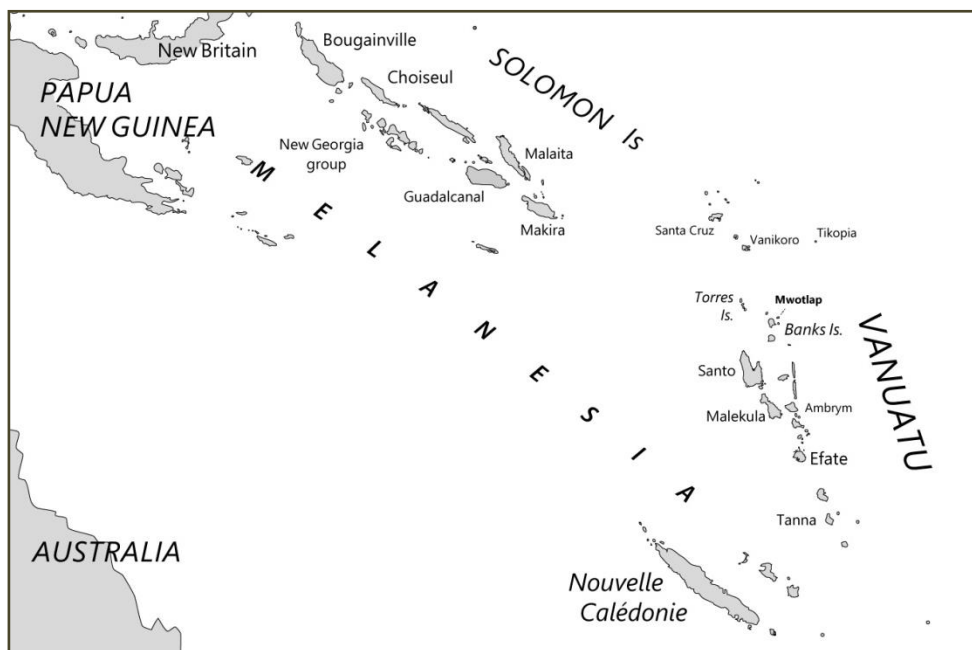 New Britain
Bougainville
SOLOMON Is
Choiseul
PAPUA
NEW GUINEA
New Georgia
group
Malaita
Guadalcanal
Makira
MELANESIA
Santa Cruz
Vanikoro
Tikopia
Torres
Is.
Mwotlap
Banks Is.
VANUATU
Santo
Malekula
Ambrym
Efate
Tanna
AUSTRALIA
Nouvelle
Calédonie